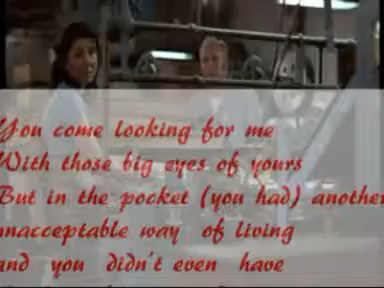 You come looking for me
With those big eyes of yours
But in the pocket (you had) another
unacceptable way of living
and you didn't even have